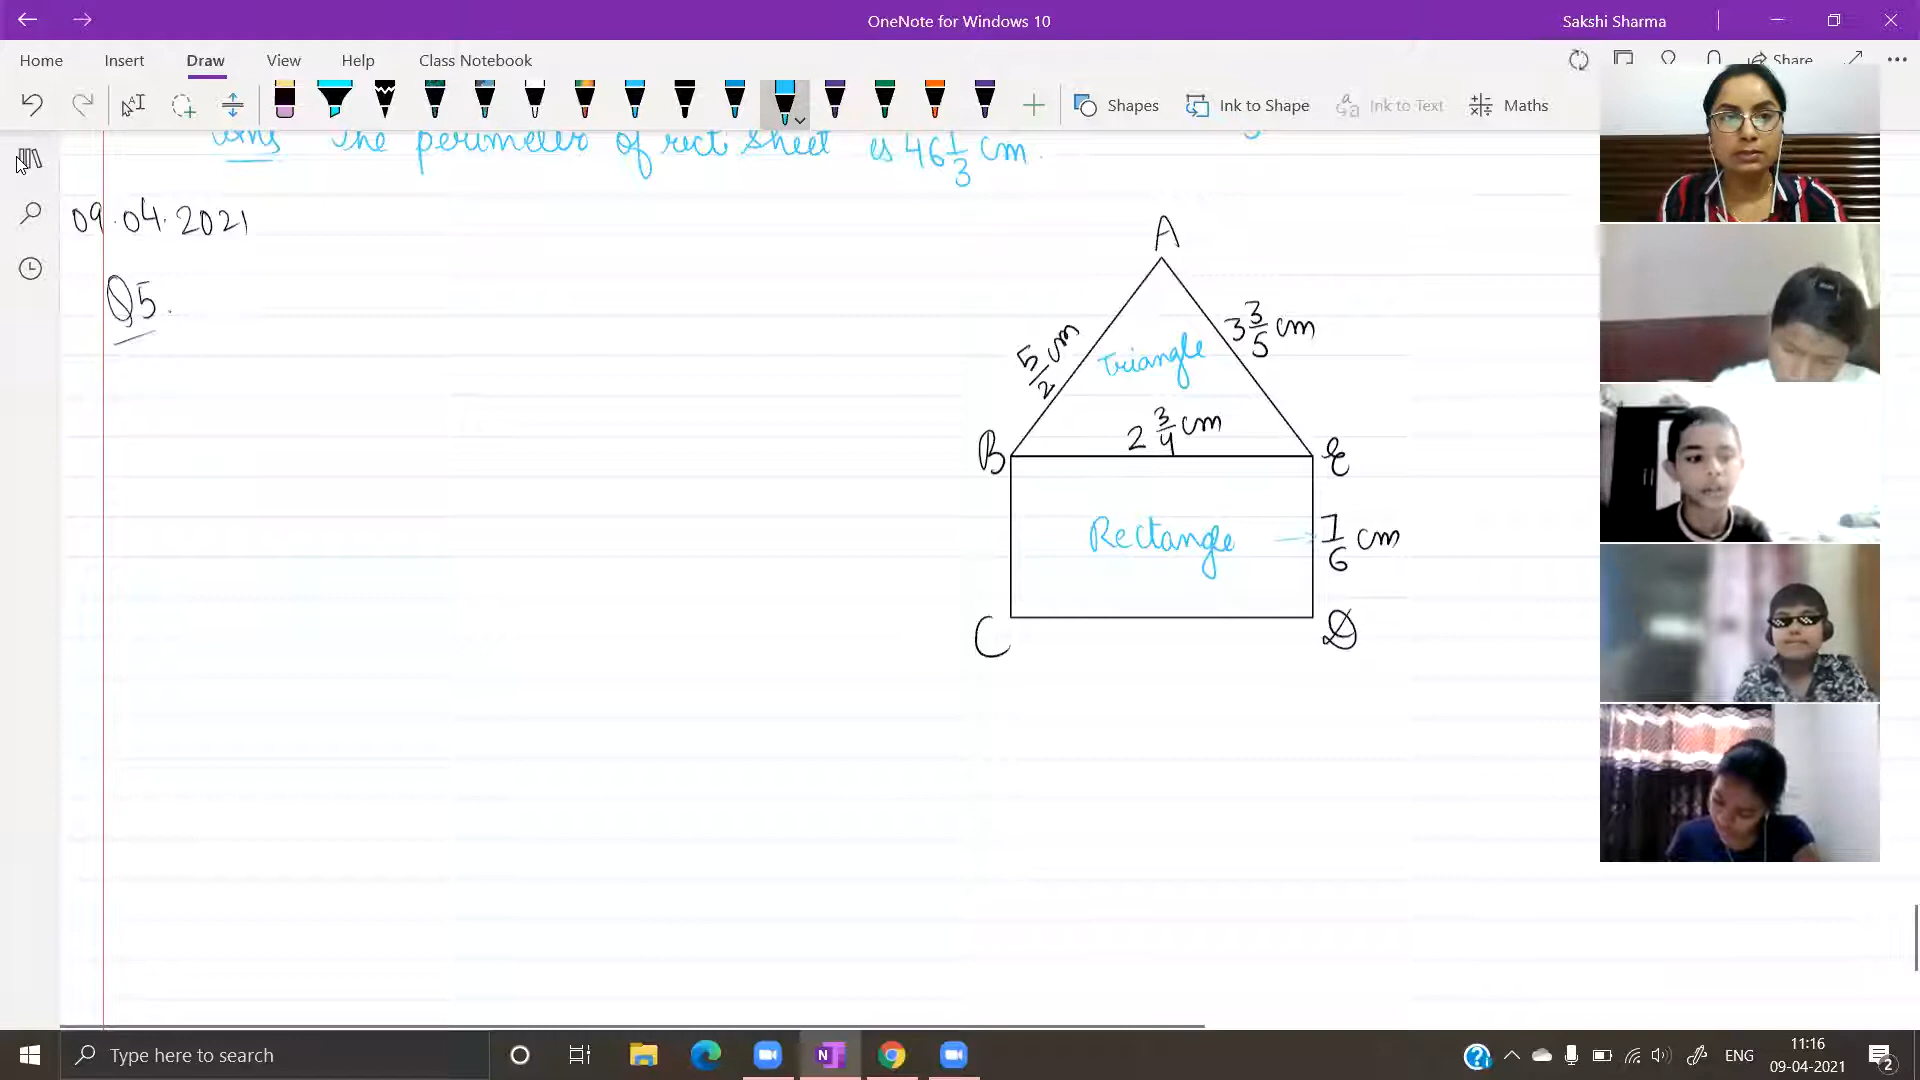 OneNote for Windows 10
Sakshi Sharma
Home Insert Draw View Help Class Notebook
Share
Shapes Ink to Shape Ink to Text Maths
Ans The perimeter of rect sheet is 46 1/3 cm.
09.04.2021
Q5.
A
5/2 cm
3 3/5 cm
Triangle
2 3/4 cm
B
E
Rectangle
7/6 cm
C
D
Type here to search
ENG
11:16
09-04-2021
2